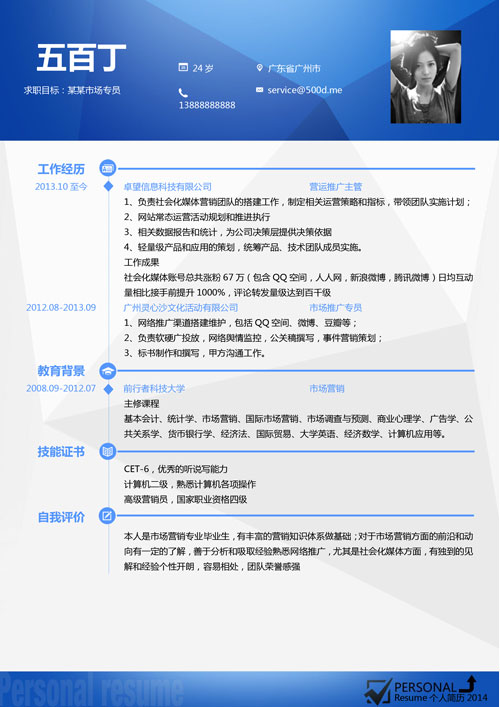 五百丁
24 岁
广东省广州市
求职目标：某某市场专员
13888888888
service@500d.me
工作经历
2013.10 至今 卓望信息科技有限公司 营运推广主管
1、负责社会化媒体营销团队的搭建工作，制定相关运营策略和指标，带领团队实施计划；
2、网站常态运营活动规划和推进执行
3、相关数据报告和统计，为公司决策层提供决策依据
4、轻量级产品和应用的策划，统筹产品、技术团队成员实施。
工作成果
社会化媒体账号总共涨粉 67 万（包含 QQ 空间，人人网，新浪微博，腾讯微博）日均互动
量相比接手前提升 1000%，评论转发量级达到百千级
2012.08-2013.09 广州灵心沙文化活动有限公司 市场推广专员
1、网络推广渠道搭建维护，包括 QQ 空间、微博、豆瓣等；
2、负责软硬广投放，网络舆情监控，公关稿撰写，事件营销策划；
3、标书制作和撰写，甲方沟通工作。
教育背景
2008.09-2012.07 前行者科技大学 市场营销
主修课程
基本会计、统计学、市场营销、国际市场营销、市场调查与预测、商业心理学、广告学、公
共关系学、货币银行学、经济法、国际贸易、大学英语、经济数学、计算机应用等。
技能证书
CET-6，优秀的听说写能力
计算机二级，熟悉计算机各项操作
高级营销员，国家职业资格四级
自我评价
本人是市场营销专业毕业生，有丰富的营销知识体系做基础；对于市场营销方面的前沿和动
向有一定的了解，善于分析和吸取经验熟悉网络推广，尤其是社会化媒体方面，有独到的见
解和经验个性开朗，容易相处，团队荣誉感强
Personal resume
PERSONAL
Resume 个人简历 2014